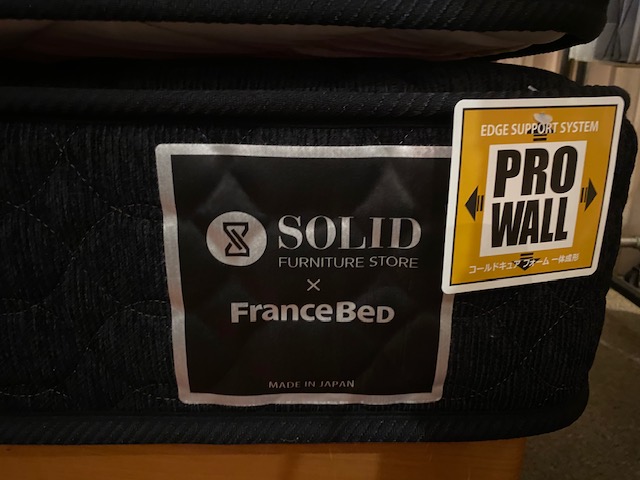 SOLID
FURNITURE STORE
×
FranceBeD
MADE IN JAPAN
EDGE SUPPORT SYSTEM
PRO
WALL
コールドキュアフォーム一体成形